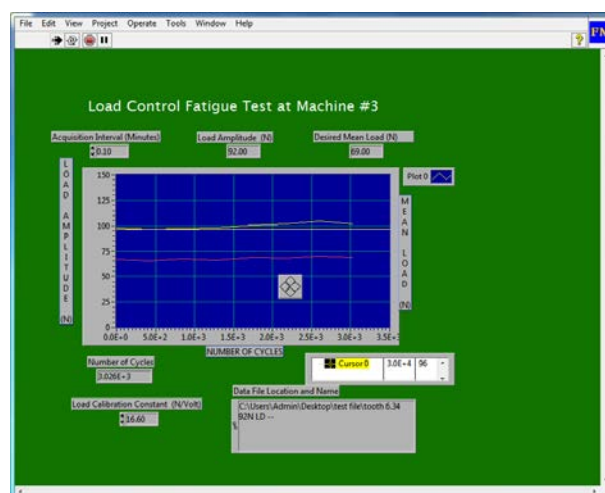 File Edit View Project Operate Tools Window Help
FM
Load Control Fatigue Test at Machine #3
Acquisition Interval (Minutes) Load Amplitude (N) Desired Mean Load (N)
0.10 92.00 69.00
LOAD AMPLITUDE (N)
150
125
100
75
50
25
0
0.0E+0 5.0E+2 1.0E+3 1.5E+3 2.0E+3 2.5E+3 3.0E+3 3.5E+3
NUMBER OF CYCLES
Plot 0
MEAN LOAD (N)
Number of Cycles
3.026E+3
Cursor 0 3.0E+4 96
Load Calibration Constant (N/Volt)
16.60
Data File Location and Name
C:\Users\Admin\Desktop\test file\tooth 6.34
92N LD --